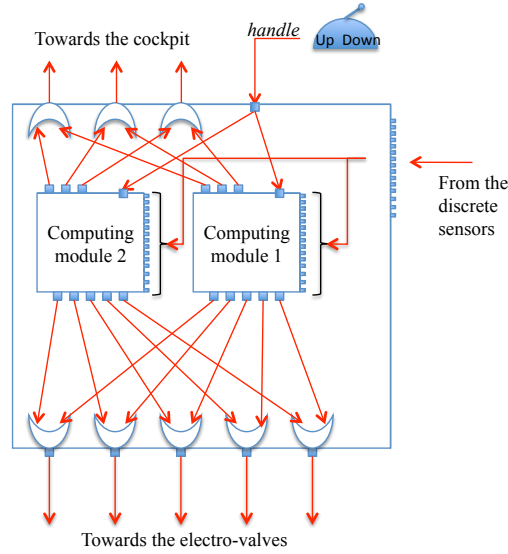 Towards the cockpit
handle
Up Down
From the
discrete
sensors
Computing
module 2
Computing
module 1
Towards the electro-valves